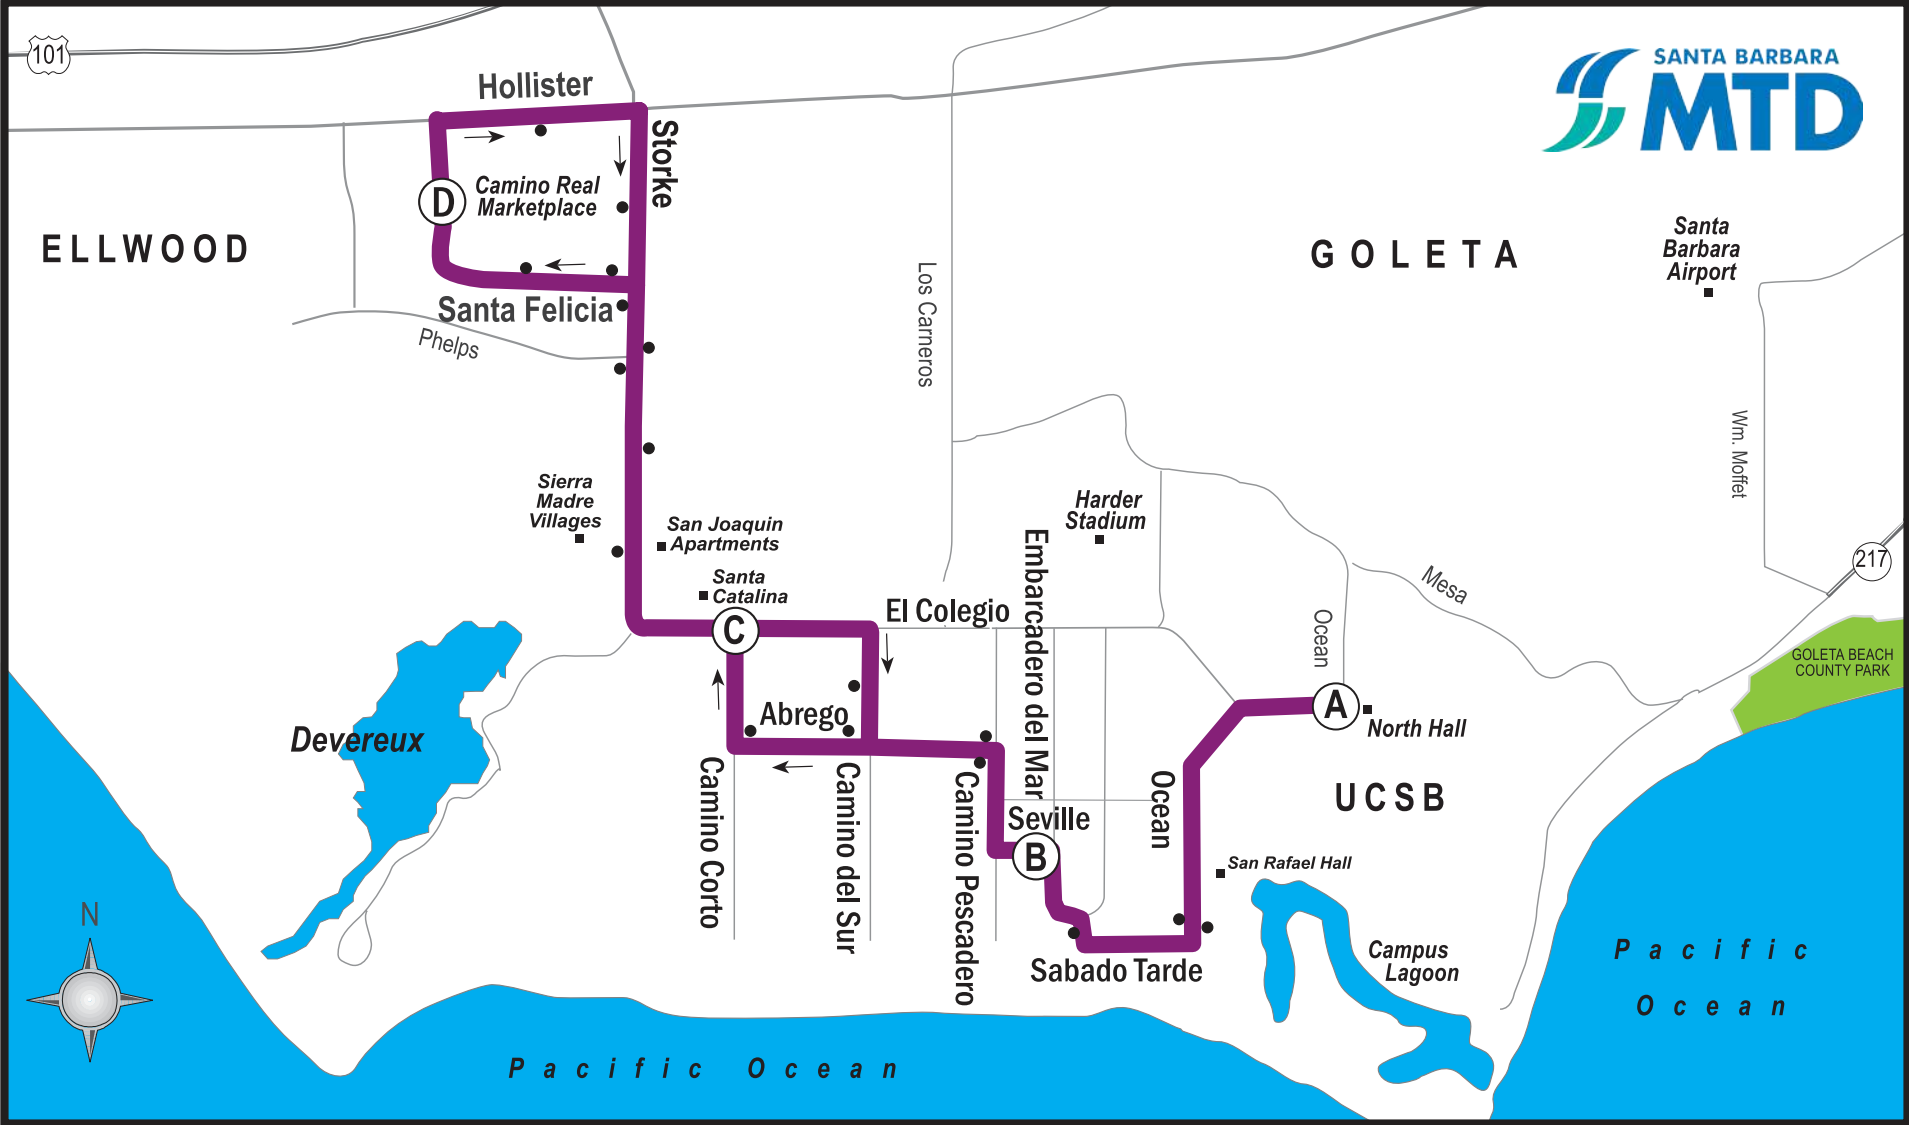 101
Hollister
SANTA BARBARA
MTD
Storke
D
Camino Real
Marketplace
ELLWOOD
GOLETA
Santa
Barbara
Airport
Santa Felicia
Phelps
Los Carneros
Wm. Moffet
Sierra
Madre
Villages
San Joaquin
Apartments
Harder
Stadium
217
Santa
Catalina
C
El Colegio
Embarcadero del Mar
Mesa
Ocean
GOLETA BEACH
COUNTY PARK
Abrego
A
North Hall
Devereux
Camino Corto
Camino del Sur
Camino Pescadero
Ocean
UCSB
Seville
B
San Rafael Hall
N
Sabado Tarde
Campus
Lagoon
Pacific
Ocean
Pacific Ocean